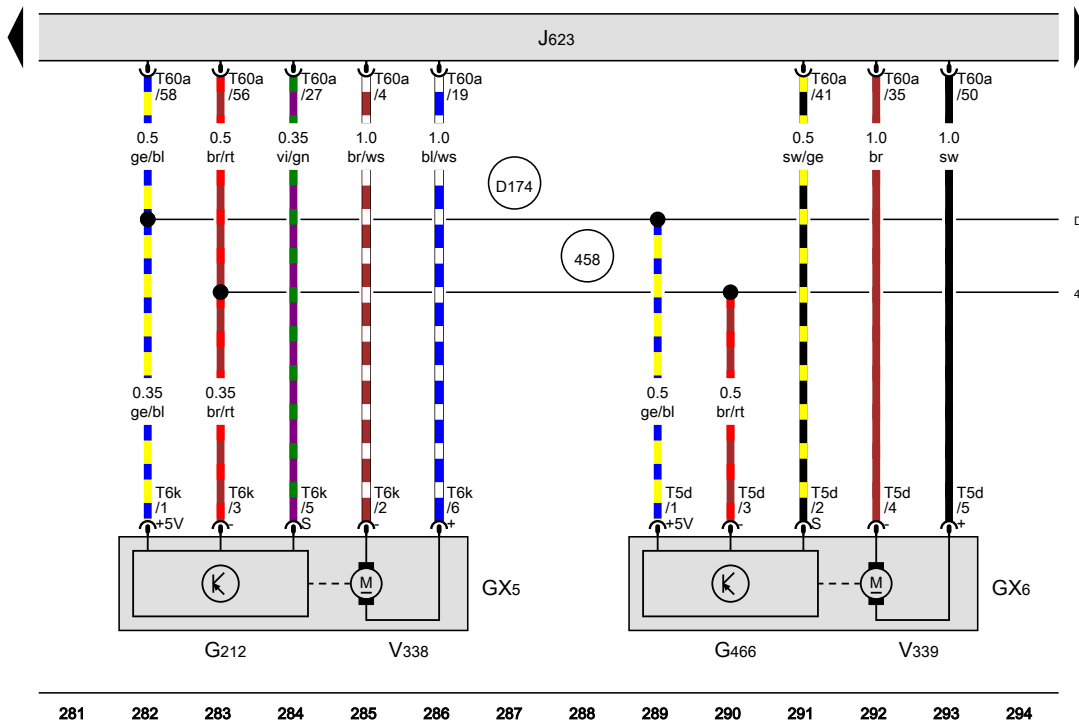 J623
T60a
/58
T60a
/56
T60a
/27
T60a
/4
T60a
/19
T60a
/41
T60a
/35
T60a
/50
0.5
ge/bl
0.5
br/rt
0.35
vi/gn
1.0
br/ws
1.0
bl/ws
0.5
sw/ge
1.0
br
1.0
sw
D174
D
458
4
0.35
ge/bl
0.35
br/rt
0.5
ge/bl
0.5
br/rt
T6k
/1
+5V
T6k
/3
-
T6k
/5
S
T6k
/2
-
T6k
/6
+
T5d
/1
+5V
T5d
/3
-
T5d
/2
S
T5d
/4
-
T5d
/5
+
M
GX5
M
GX6
G212
V338
G466
V339
281 282 283 284 285 286 287 288 289 290 291 292 293 294